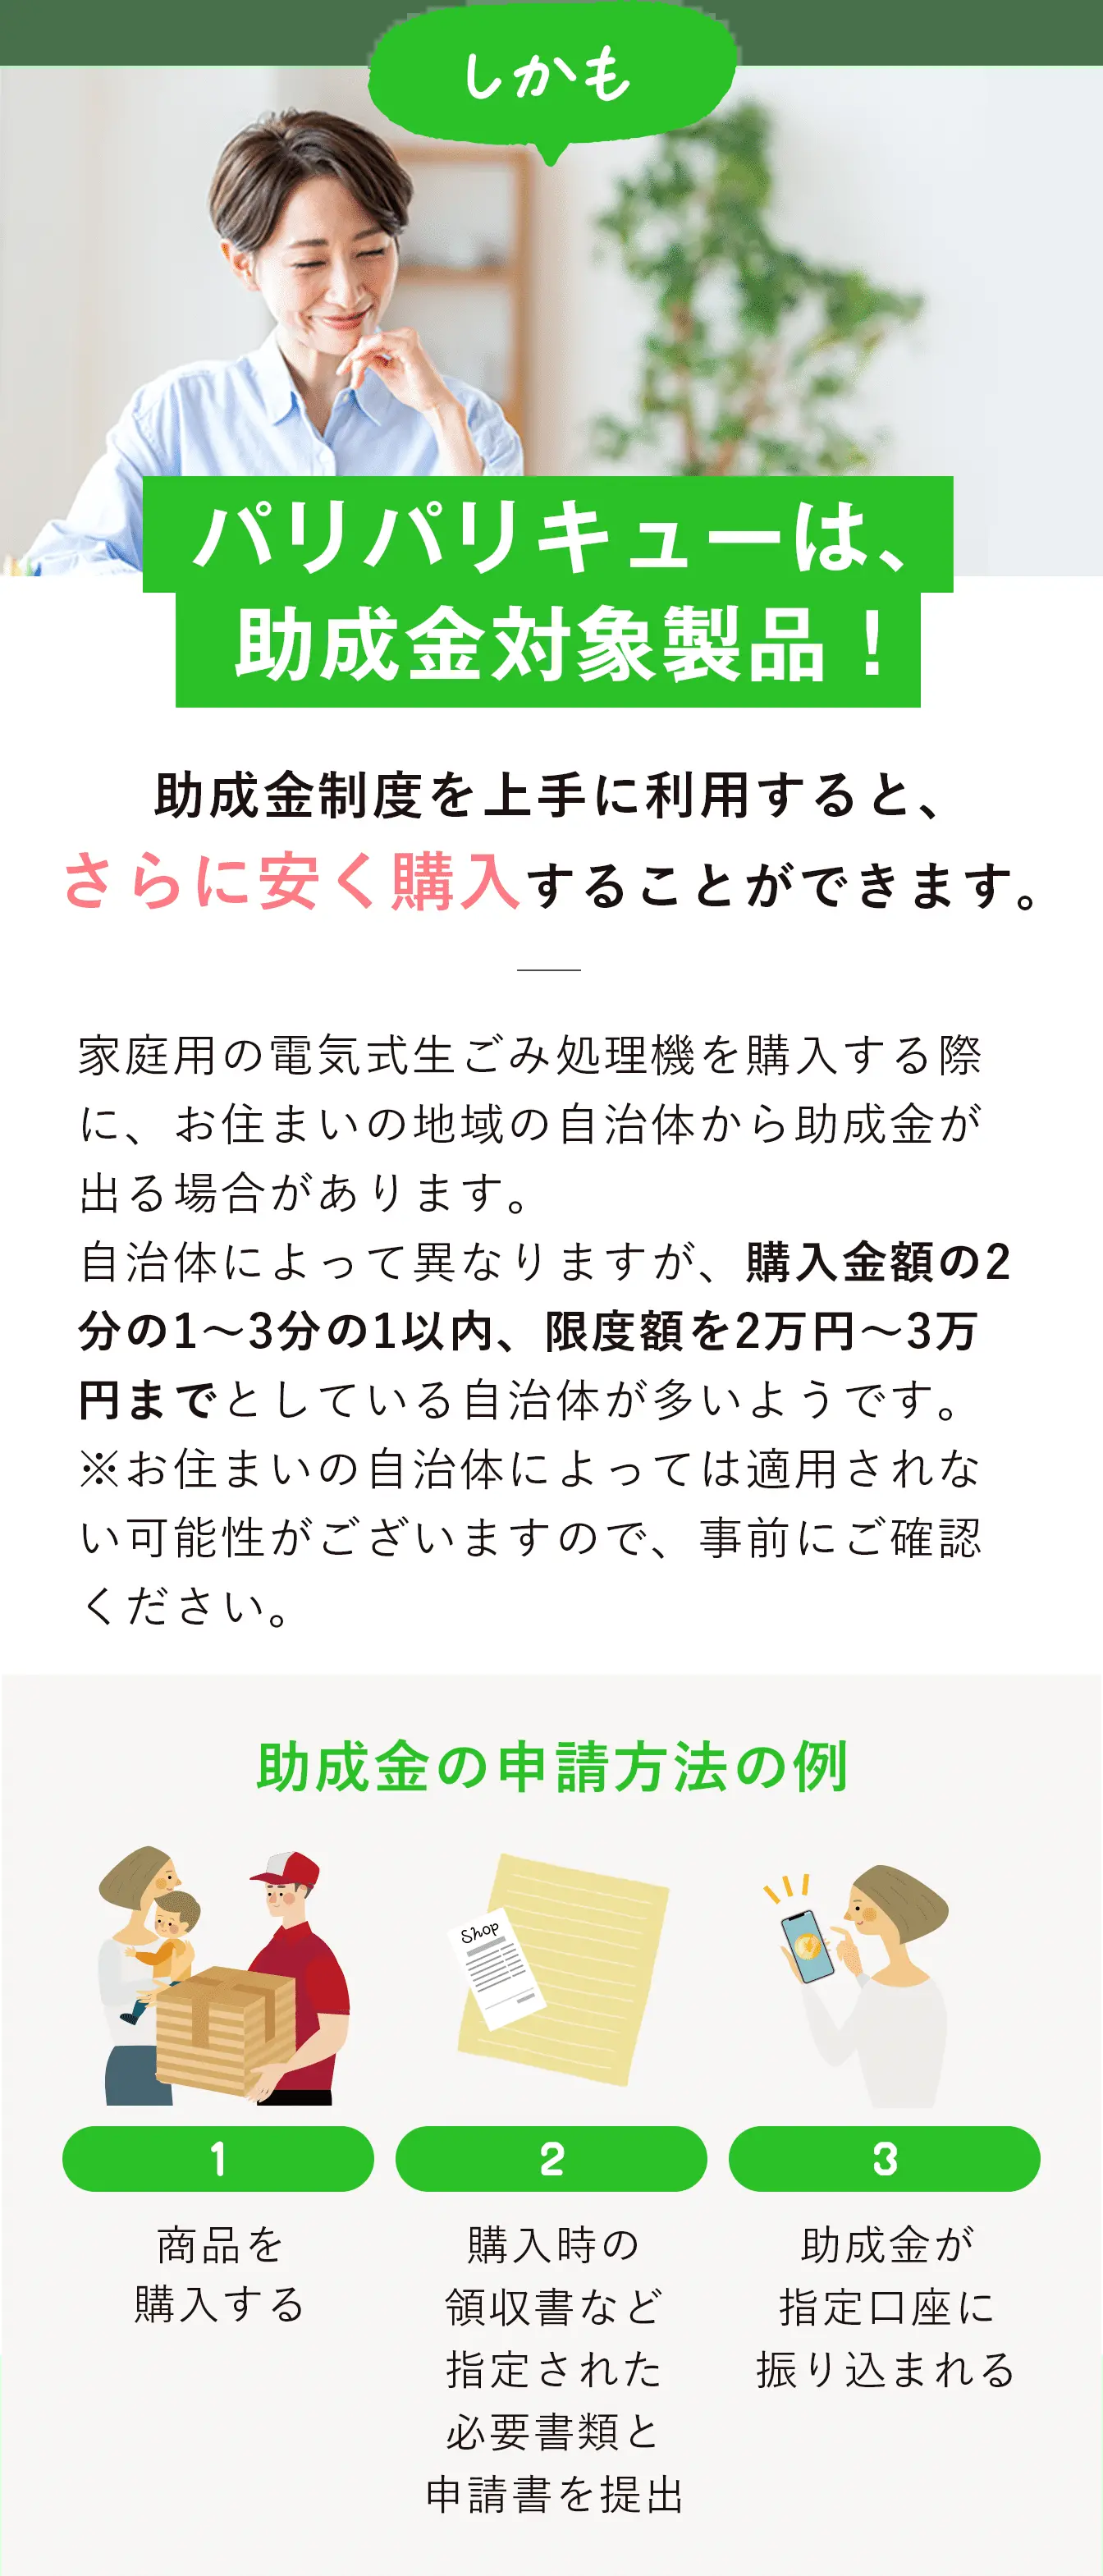 しかも
パリパリキューは、
助成金対象製品！
助成金制度を上手に利用すると、
さらに安く購入することができます。
家庭用の電気式生ごみ処理機を購入する際
に、お住まいの地域の自治体から助成金が
出る場合があります。
自治体によって異なりますが、購入金額の2
分の1〜3分の1以内、限度額を2万円〜3万
円までとしている自治体が多いようです。
※お住まいの自治体によっては適用されな
い可能性がございますので、事前にご確認
ください。
助成金の申請方法の例
Shop
1
商品を
購入する
2
購入時の
領収書など
指定された
必要書類と
申請書を提出
3
助成金が
指定口座に
振り込まれる